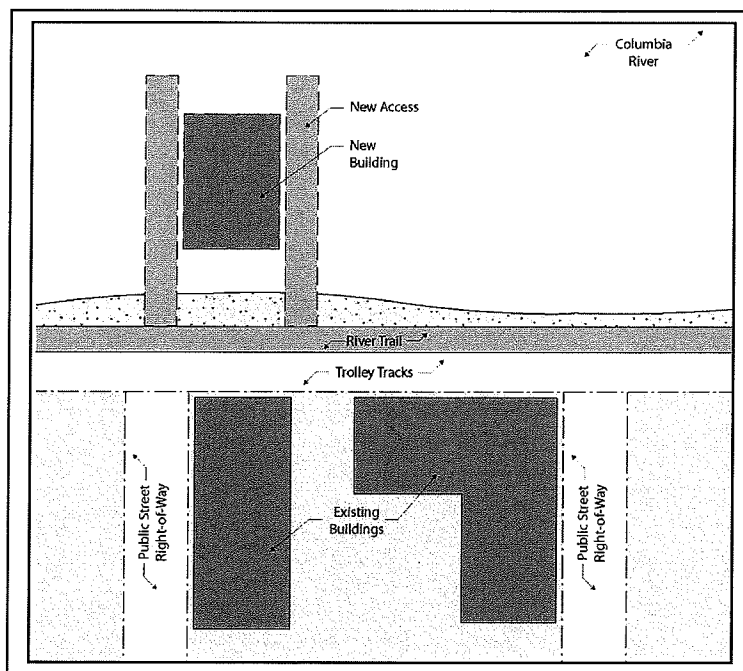 Columbia
River
New Access
New
Building
River Trail
Trolley Tracks
Public Street
Right-of-Way
Existing
Buildings
Public Street
Right-of-Way